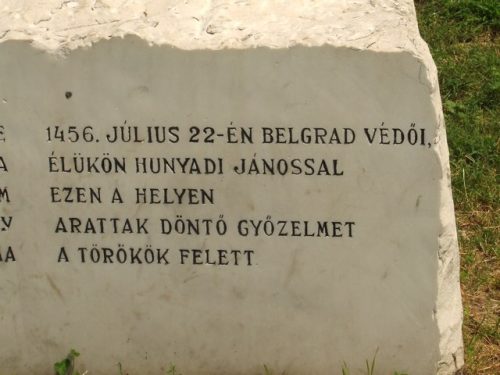 E 1456. JÚLIUS 22-ÉN BELGRAD VÉDŐI,
A ÉLÜKÖN HUNYADI JÁNOSSAL
M EZEN A HELYEN
Y ARATTAK DÖNTŐ GYŐZELMET
A A TÖRÖKÖK FELETT